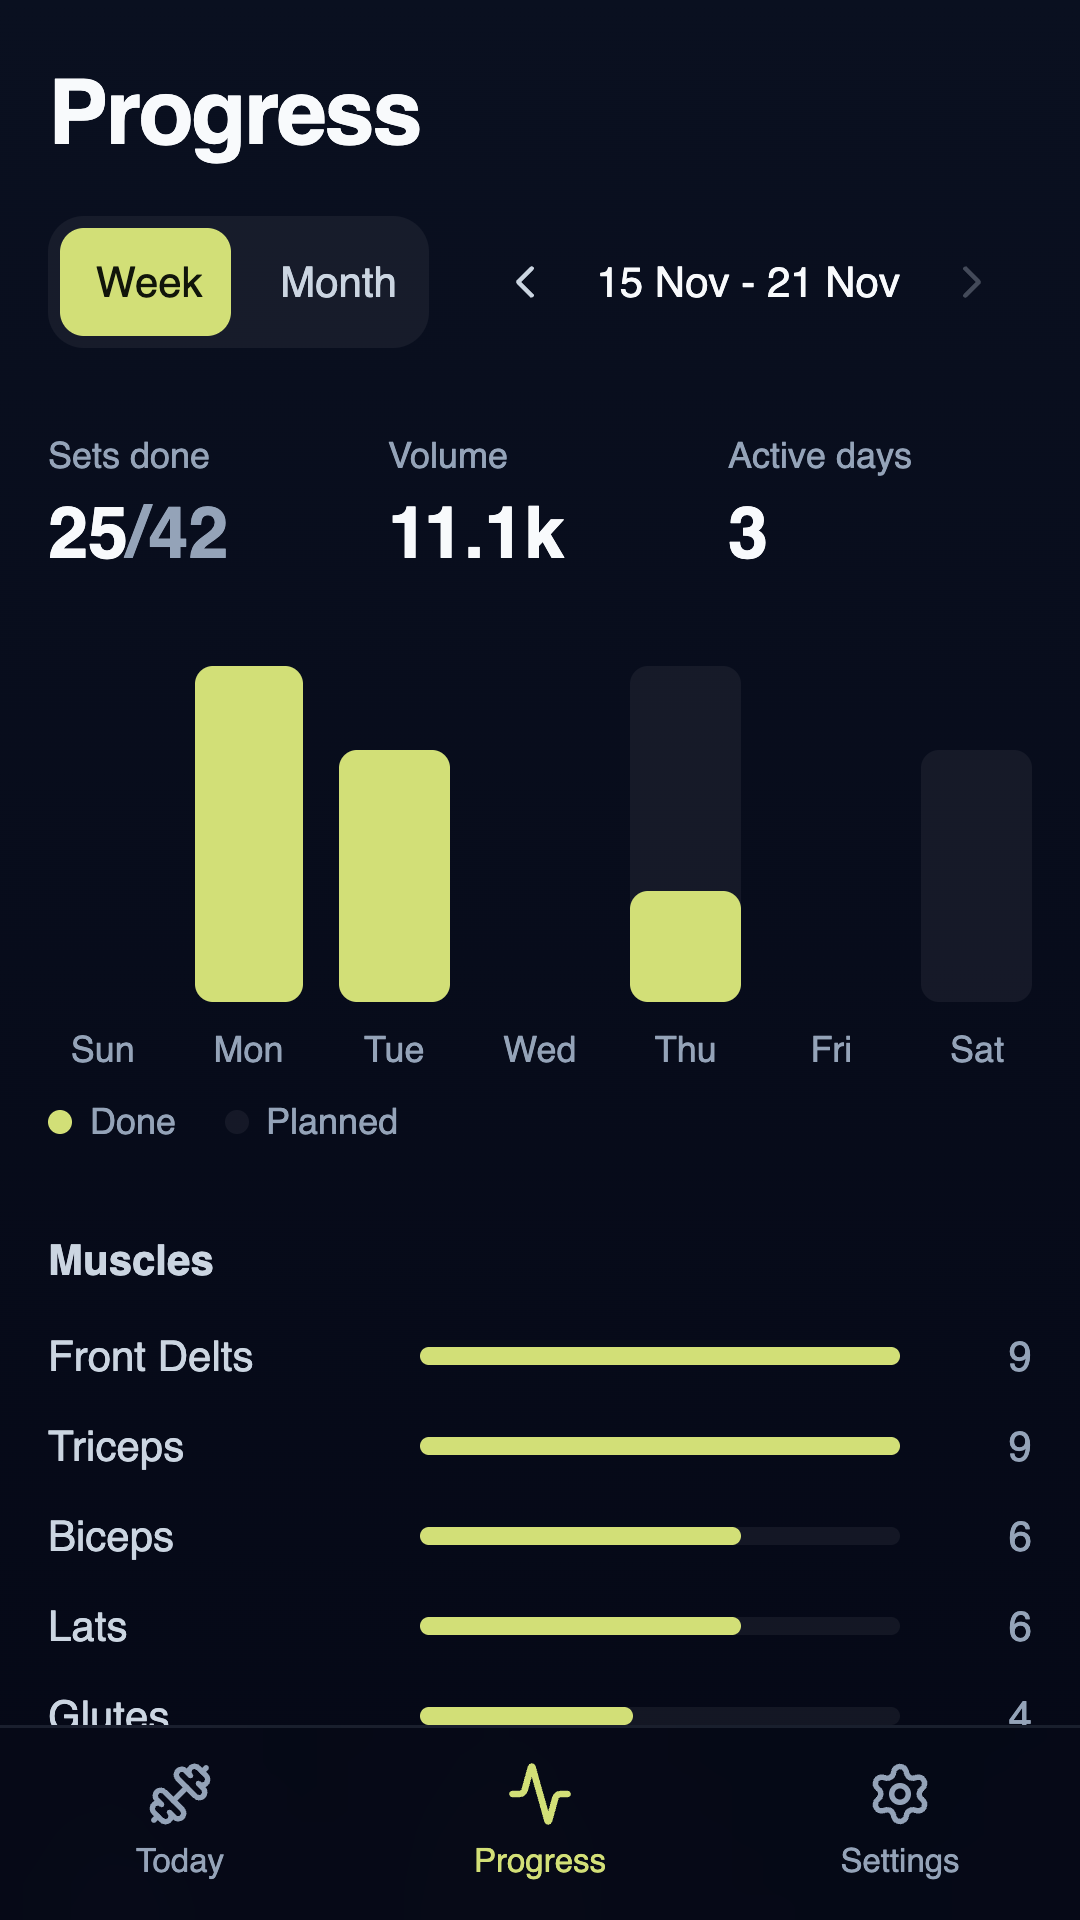 Progress
Week Month 15 Nov - 21 Nov
Sets done Volume Active days
25/42 11.1k 3
Sun Mon Tue Wed Thu Fri Sat
Done Planned
Muscles
Front Delts 9
Triceps 9
Biceps 6
Lats 6
Glutes 4
Today Progress Settings